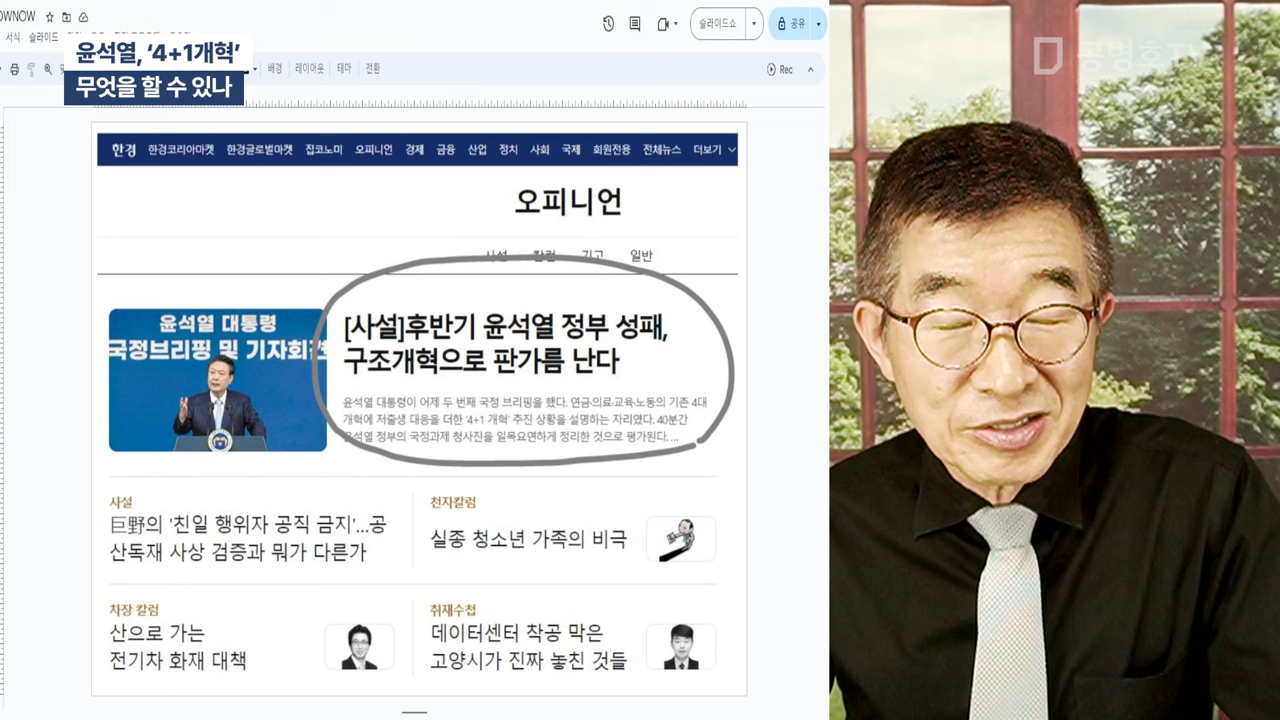 OWNOW
서식 슬라이드
슬라이드쇼
공유
윤석열, ‘4+1개혁’
무엇을 할 수 있나
배경 레이아웃 테마 전환
Rec
공병호TV
한경 한경코리아마켓 한경글로벌마켓 집코노미 오피니언 경제 금융 산업 정치 사회 국제 회원전용 전체뉴스 더보기
오피니언
사설 칼럼 기고 일반
윤석열 대통령
국정브리핑 및 기자회견
[사설]후반기 윤석열 정부 성패,
구조개혁으로 판가름 난다
윤석열 대통령이 어제 두 번째 국정 브리핑을 했다. 연금·의료·교육·노동의 기존 4대
개혁에 저출생 대응을 더한 '4+1 개혁' 추진 상황을 설명하는 자리였다. 40분간
윤석열 정부의 국정과제 청사진을 일목요연하게 정리한 것으로 평가된다. ...
사설
巨野의 '친일 행위자 공직 금지'...공
산독재 사상 검증과 뭐가 다른가
천자칼럼
실종 청소년 가족의 비극
차장 칼럼
산으로 가는
전기차 화재 대책
취재수첩
데이터센터 착공 막은
고양시가 진짜 놓친 것들